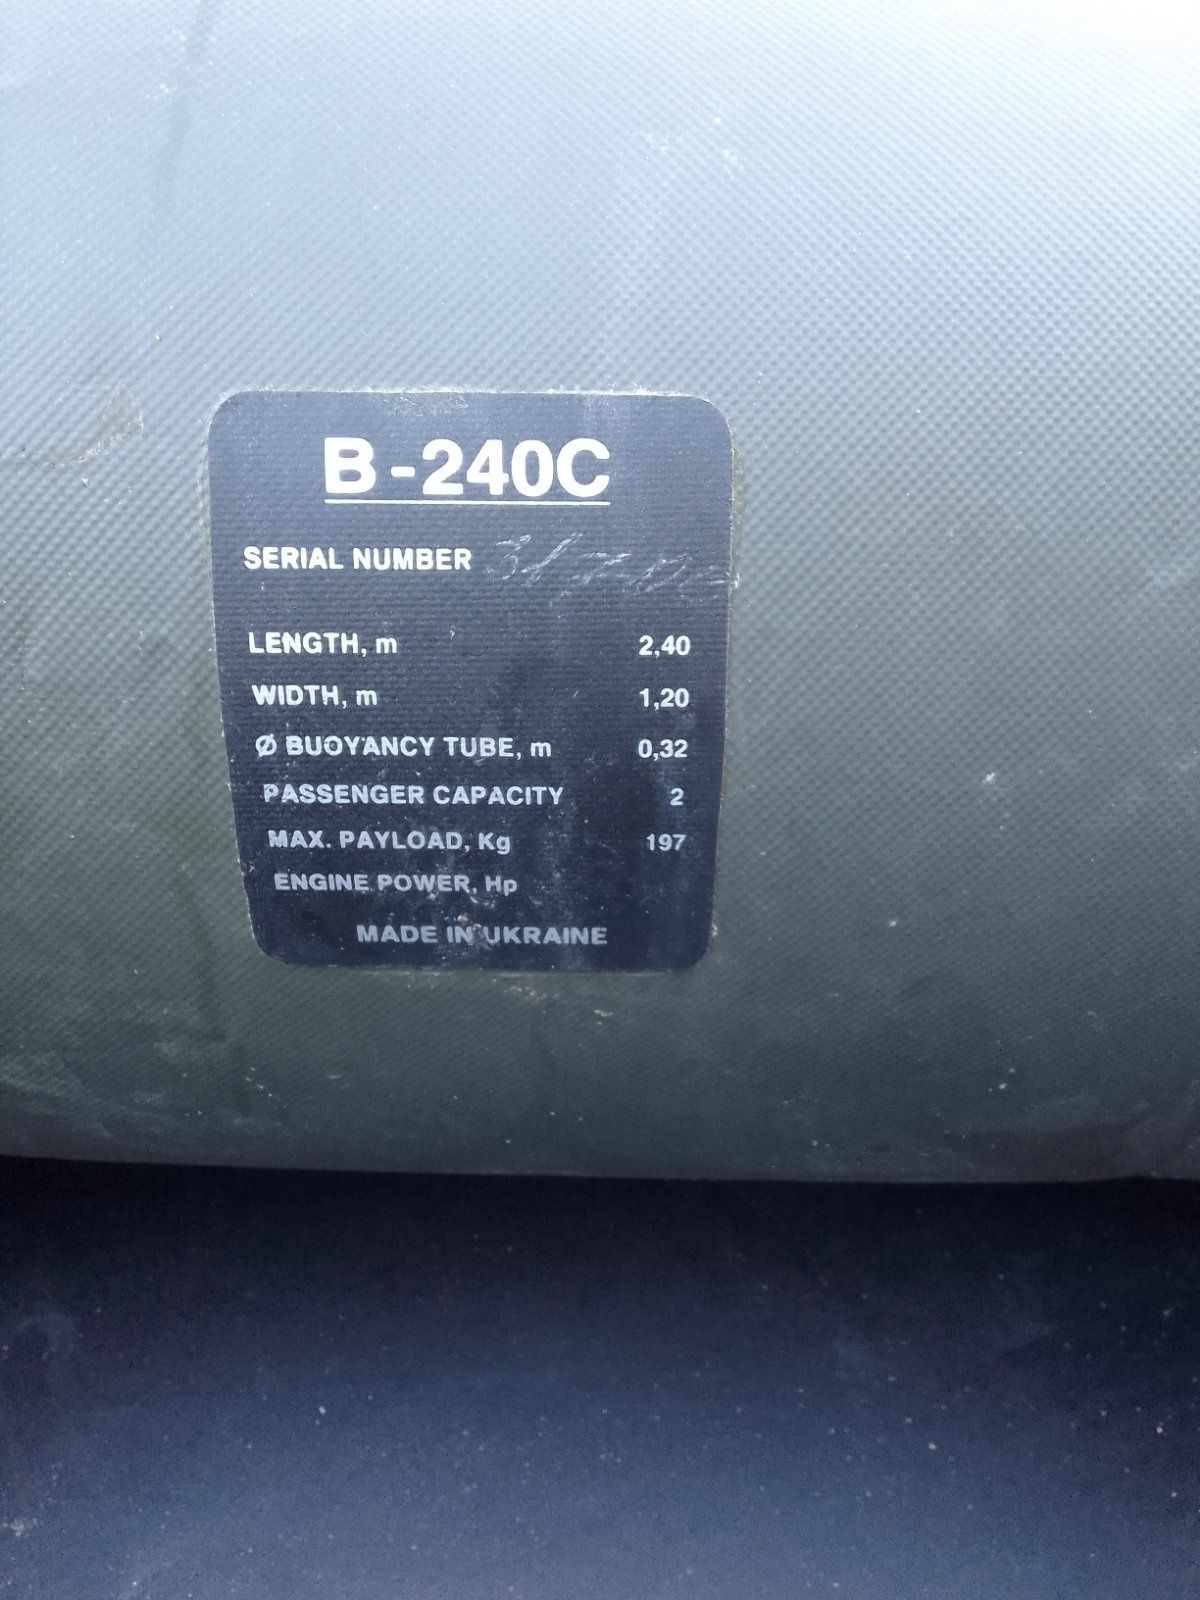 B-240C
SERIAL NUMBER
LENGTH, m 2,40
WIDTH, m 1,20
Ø BUOYANCY TUBE, m 0,32
PASSENGER CAPACITY 2
MAX. PAYLOAD, Kg 197
ENGINE POWER, Hp
MADE IN UKRAINE